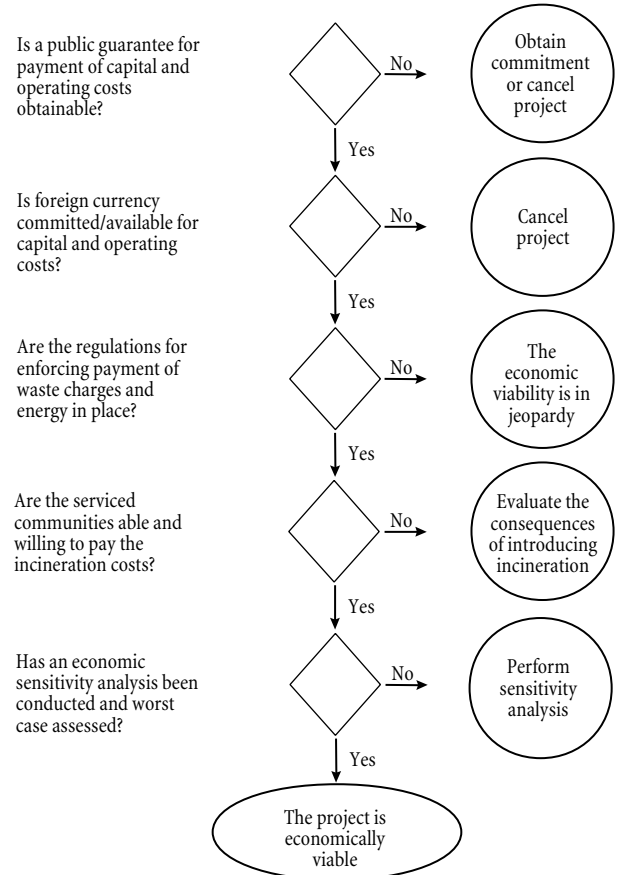 Is a public guarantee for
payment of capital and
operating costs
obtainable?
No
Obtain
commitment
or cancel
project
Yes
Is foreign currency
committed/available for
capital and operating
costs?
No
Cancel
project
Yes
Are the regulations for
enforcing payment of
waste charges and
energy in place?
No
The
economic
viability is in
jeopardy
Yes
Are the serviced
communities able and
willing to pay the
incineration costs?
No
Evaluate the
consequences
of introducing
incineration
Yes
Has an economic
sensitivity analysis been
conducted and worst
case assessed?
No
Perform
sensitivity
analysis
Yes
The project is
economically
viable